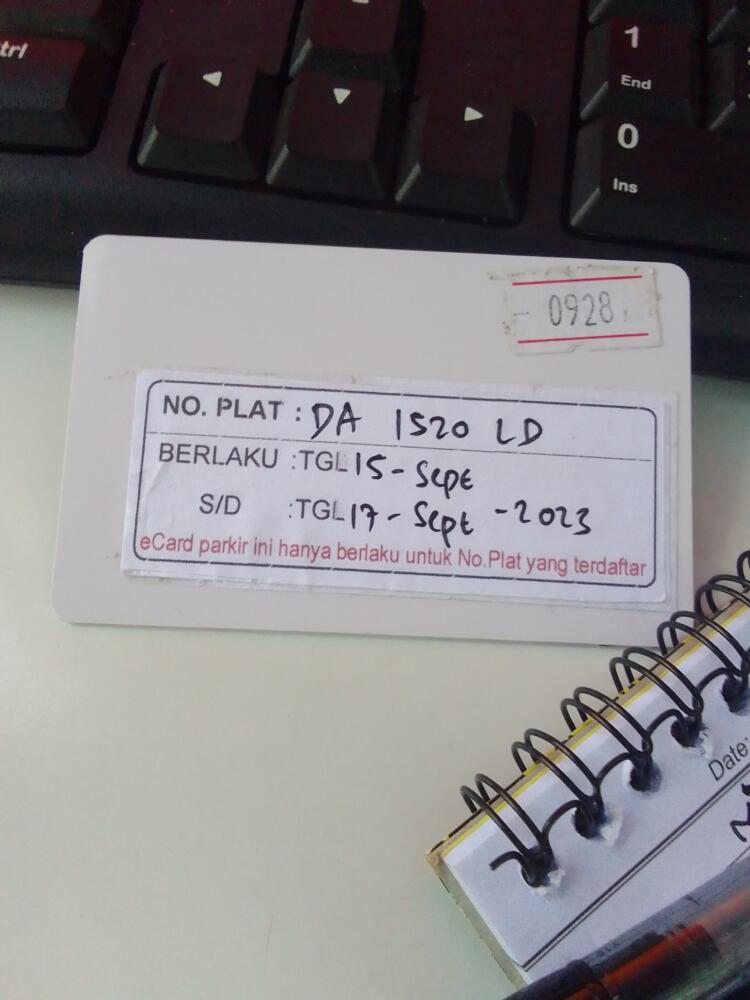 ctrl
1
End
0
Ins
0928
NO. PLAT : DA 1520 LD
BERLAKU :TGL 15 - Sept
S/D :TGL 17 - Sept - 2023
eCard parkir ini hanya berlaku untuk No.Plat yang terdaftar
Date: